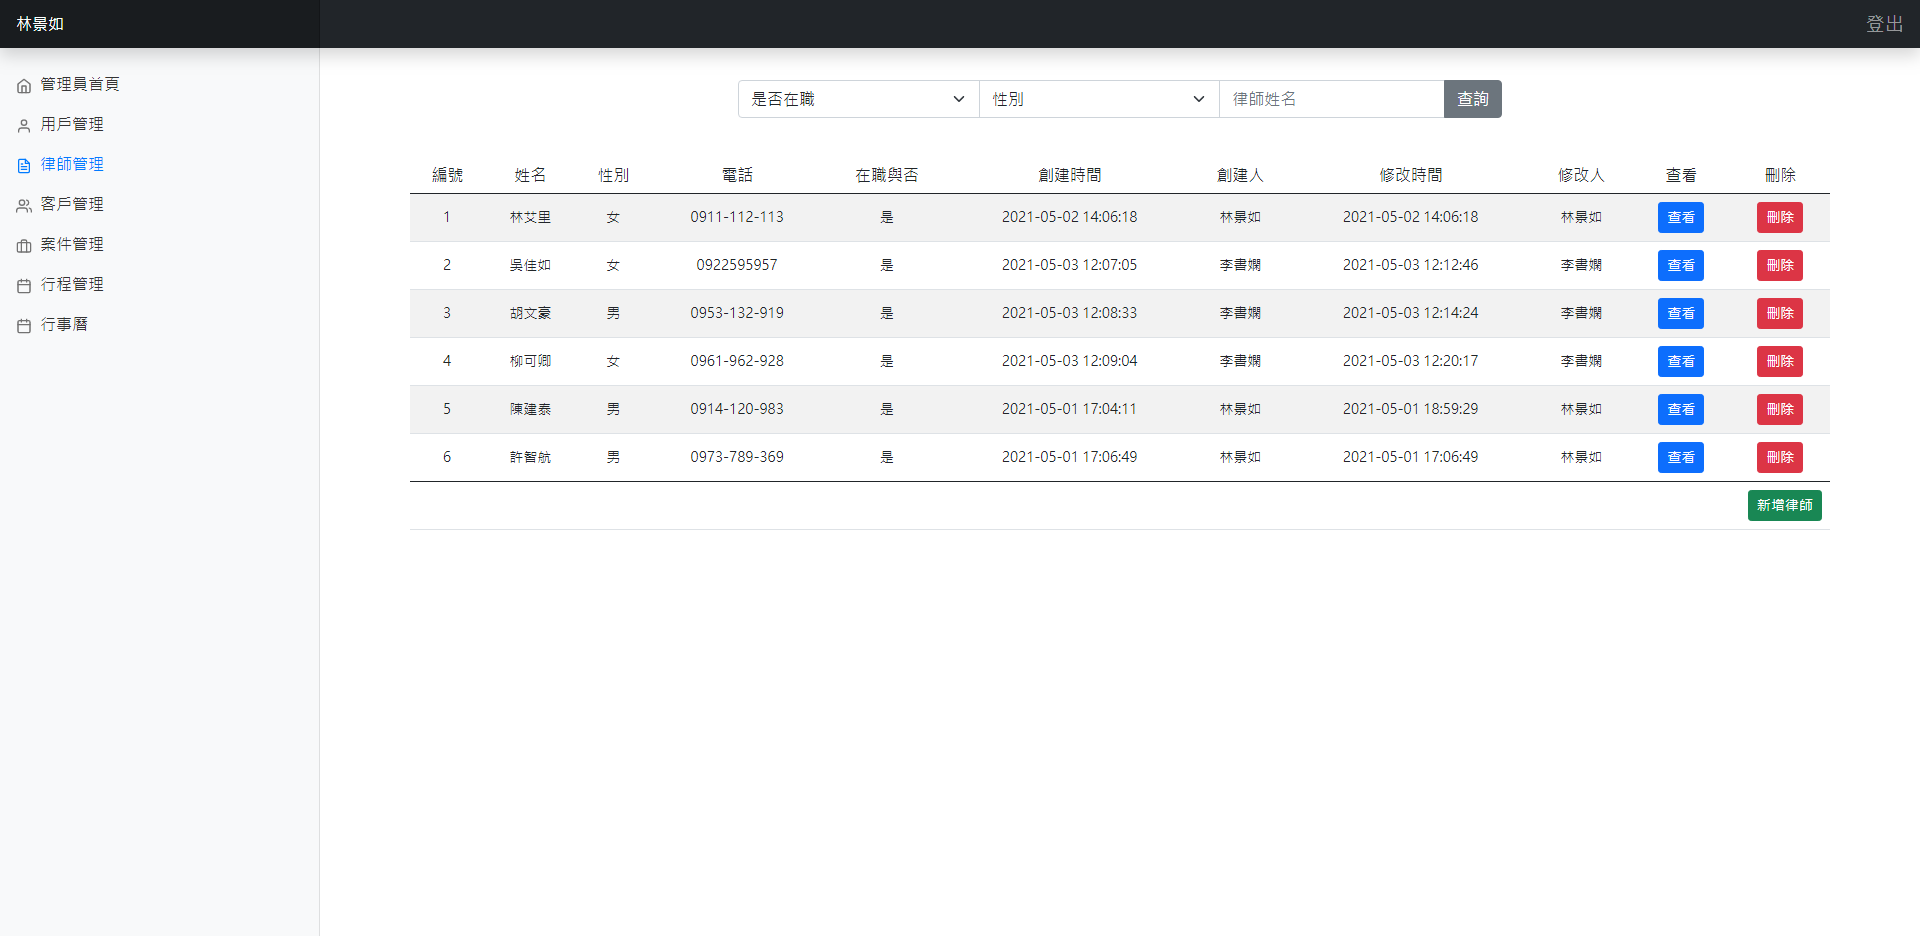 林景如
登出
管理員首頁
用戶管理
律師管理
客戶管理
案件管理
行程管理
行事曆
是否在職 性別 律師姓名 查詢
編號 姓名 性別 電話 在職與否 創建時間 創建人 修改時間 修改人 查看 刪除
1 林艾里 女 0911-112-113 是 2021-05-02 14:06:18 林景如 2021-05-02 14:06:18 林景如 查看 刪除
2 吳佳如 女 0922595957 是 2021-05-03 12:07:05 李書嫻 2021-05-03 12:12:46 李書嫻 查看 刪除
3 胡文豪 男 0953-132-919 是 2021-05-03 12:08:33 李書嫻 2021-05-03 12:14:24 李書嫻 查看 刪除
4 柳可卿 女 0961-962-928 是 2021-05-03 12:09:04 李書嫻 2021-05-03 12:20:17 李書嫻 查看 刪除
5 陳建泰 男 0914-120-983 是 2021-05-01 17:04:11 林景如 2021-05-01 18:59:29 林景如 查看 刪除
6 許智航 男 0973-789-369 是 2021-05-01 17:06:49 林景如 2021-05-01 17:06:49 林景如 查看 刪除
新增律師